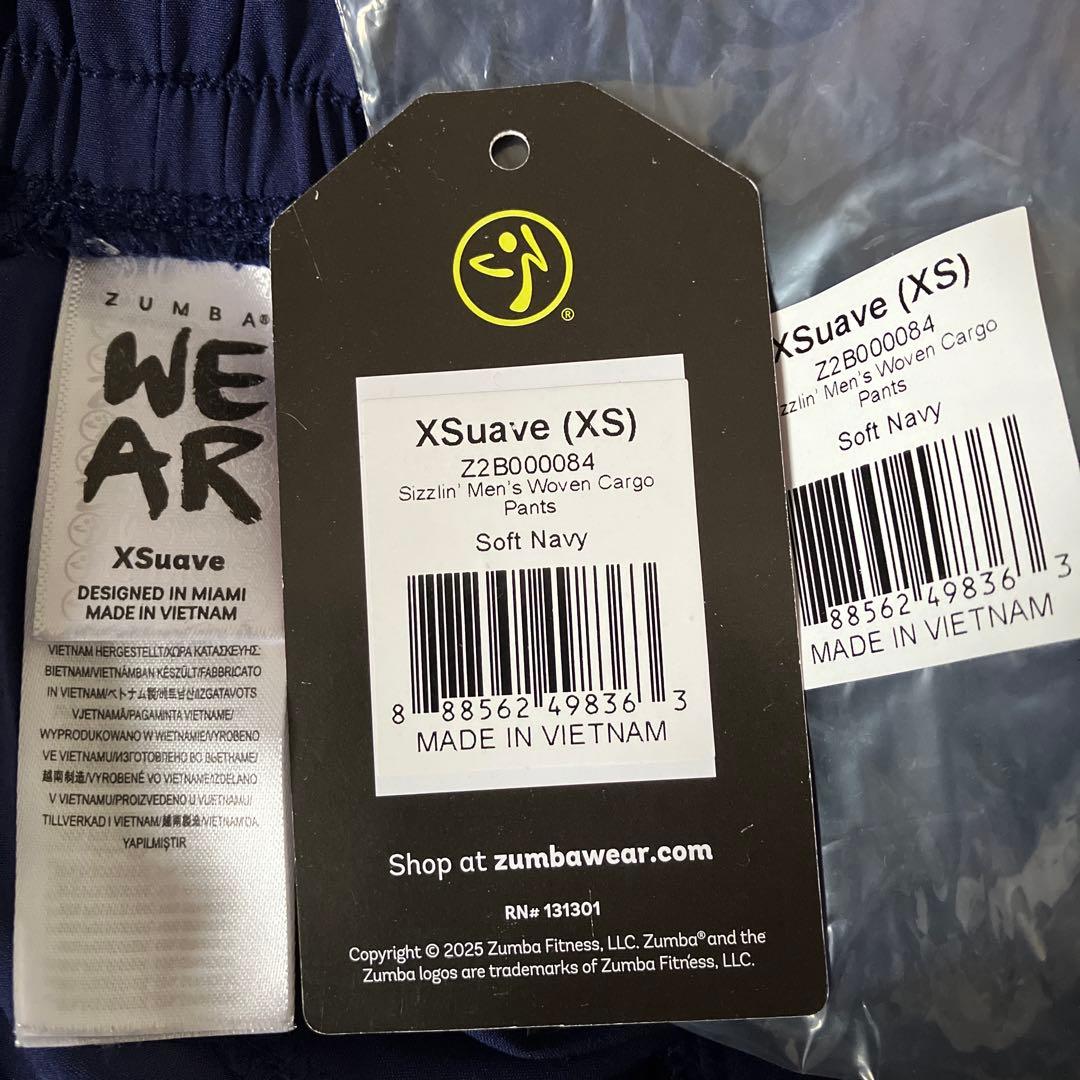 ZUMBA®
WE
AR
XSuave
DESIGNED IN MIAMI
MADE IN VIETNAM
VIETNAM HERGESTELLT/ΧΩΡΑ ΚΑΤΑΣΚΕΥΗΣ:
BIETNAM/VIETNÁMBAN KÉSZÜLT/FABBRICATO
IN VIETNAM/ベトナム製/베트남산/IZGATAVOTS
VJETNAMĀ/PAGAMINTA VIETNAME/
WYPRODUKOWANO W WIETNAMIE/VYROBENO
VE VIETNAMU/ИЗГОТОВЛЕНО ВО ВЬЕТНАМЕ/
越南制造/VYROBENÉ VO VIETNAME/IZDELANO
V VIETNAMU/PROIZVEDENO U VIJETNAMU/
TILLVERKAD I VIETNAM/越南製造/VIETNAM'DA
YAPILMIŞTIR
®
XSuave (XS)
Z2B000084
Sizzlin' Men's Woven Cargo
Pants
Soft Navy
8 88562 49836 3
MADE IN VIETNAM
Shop at zumbawear.com
RN# 131301
Copyright © 2025 Zumba Fitness, LLC. Zumba® and the
Zumba logos are trademarks of Zumba Fitness, LLC.
XSuave (XS)
Z2B000084
zzlin' Men's Woven Cargo
Pants
Soft Navy
88562 49836 3
MADE IN VIETNAM